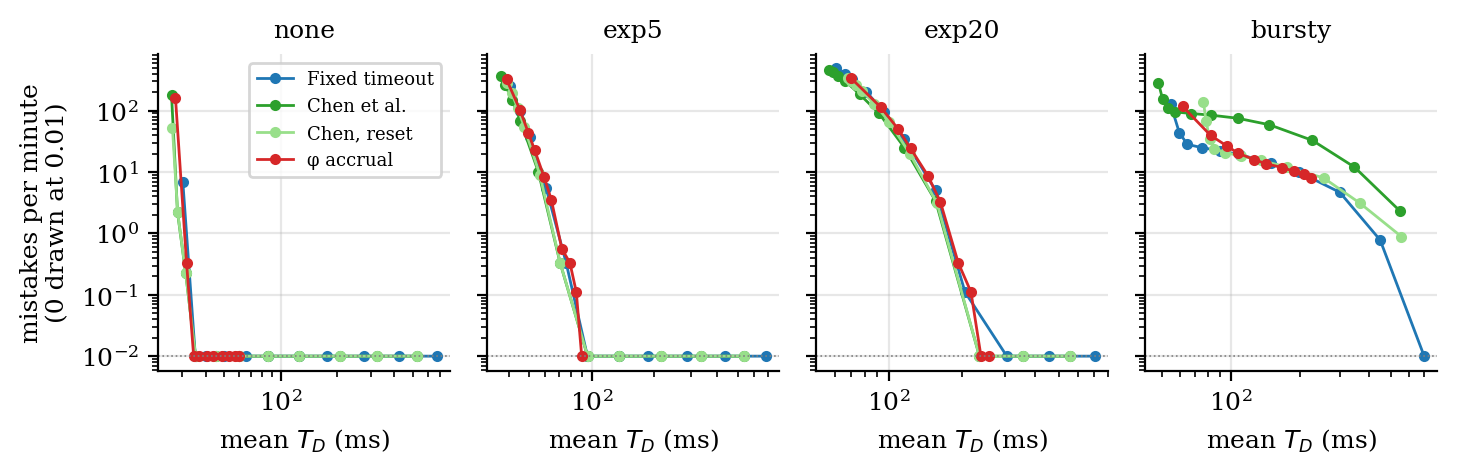 none
exp5
exp20
bursty
mistakes per minute
(0 drawn at 0.01)
10²
10¹
10⁰
10⁻¹
10⁻²
Fixed timeout
Chen et al.
Chen, reset
φ accrual
10²
10²
10²
10²
mean T_D (ms)
mean T_D (ms)
mean T_D (ms)
mean T_D (ms)